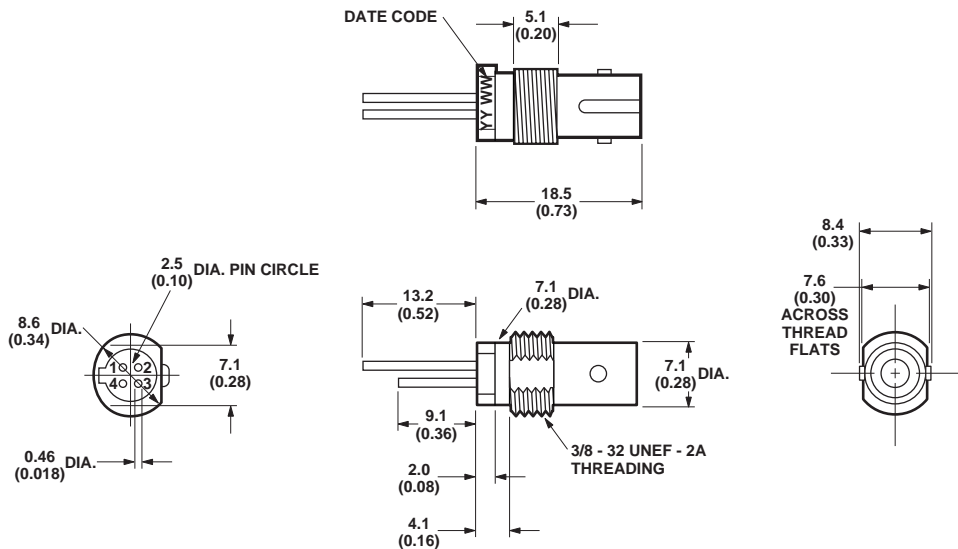 DATE CODE
5.1
(0.20)
YY WW
18.5
(0.73)
8.4
(0.33)
7.6
(0.30)
ACROSS
THREAD
FLATS
2.5
(0.10) DIA. PIN CIRCLE
8.6
(0.34) DIA.
1 2
4 3
7.1
(0.28)
0.46
(0.018) DIA.
13.2
(0.52)
7.1
(0.28) DIA.
7.1
(0.28) DIA.
9.1
(0.36)
3/8 - 32 UNEF - 2A
THREADING
2.0
(0.08)
4.1
(0.16)